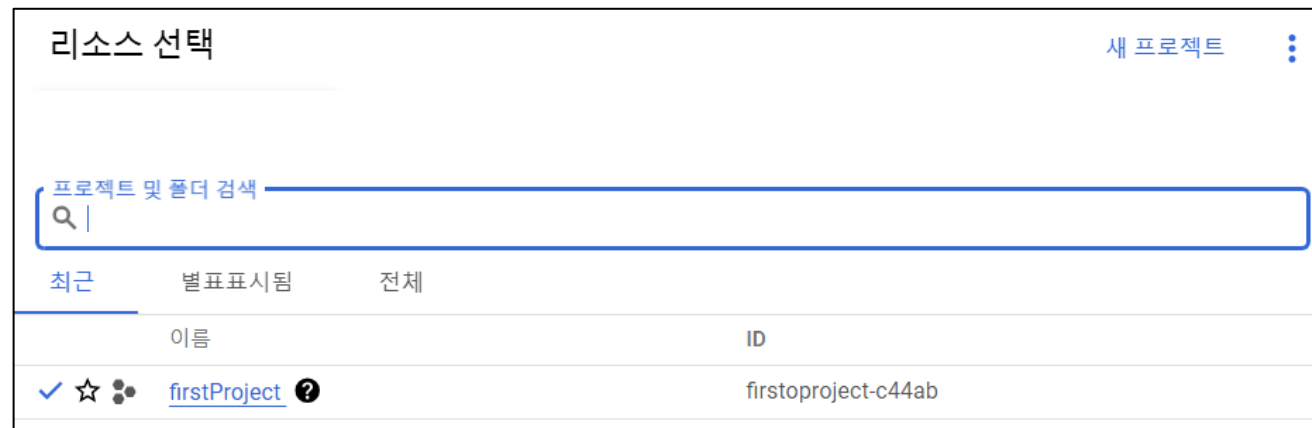 리소스 선택
새 프로젝트
프로젝트 및 폴더 검색
최근 별표표시됨 전체
이름 ID
firstProject firstoproject-c44ab